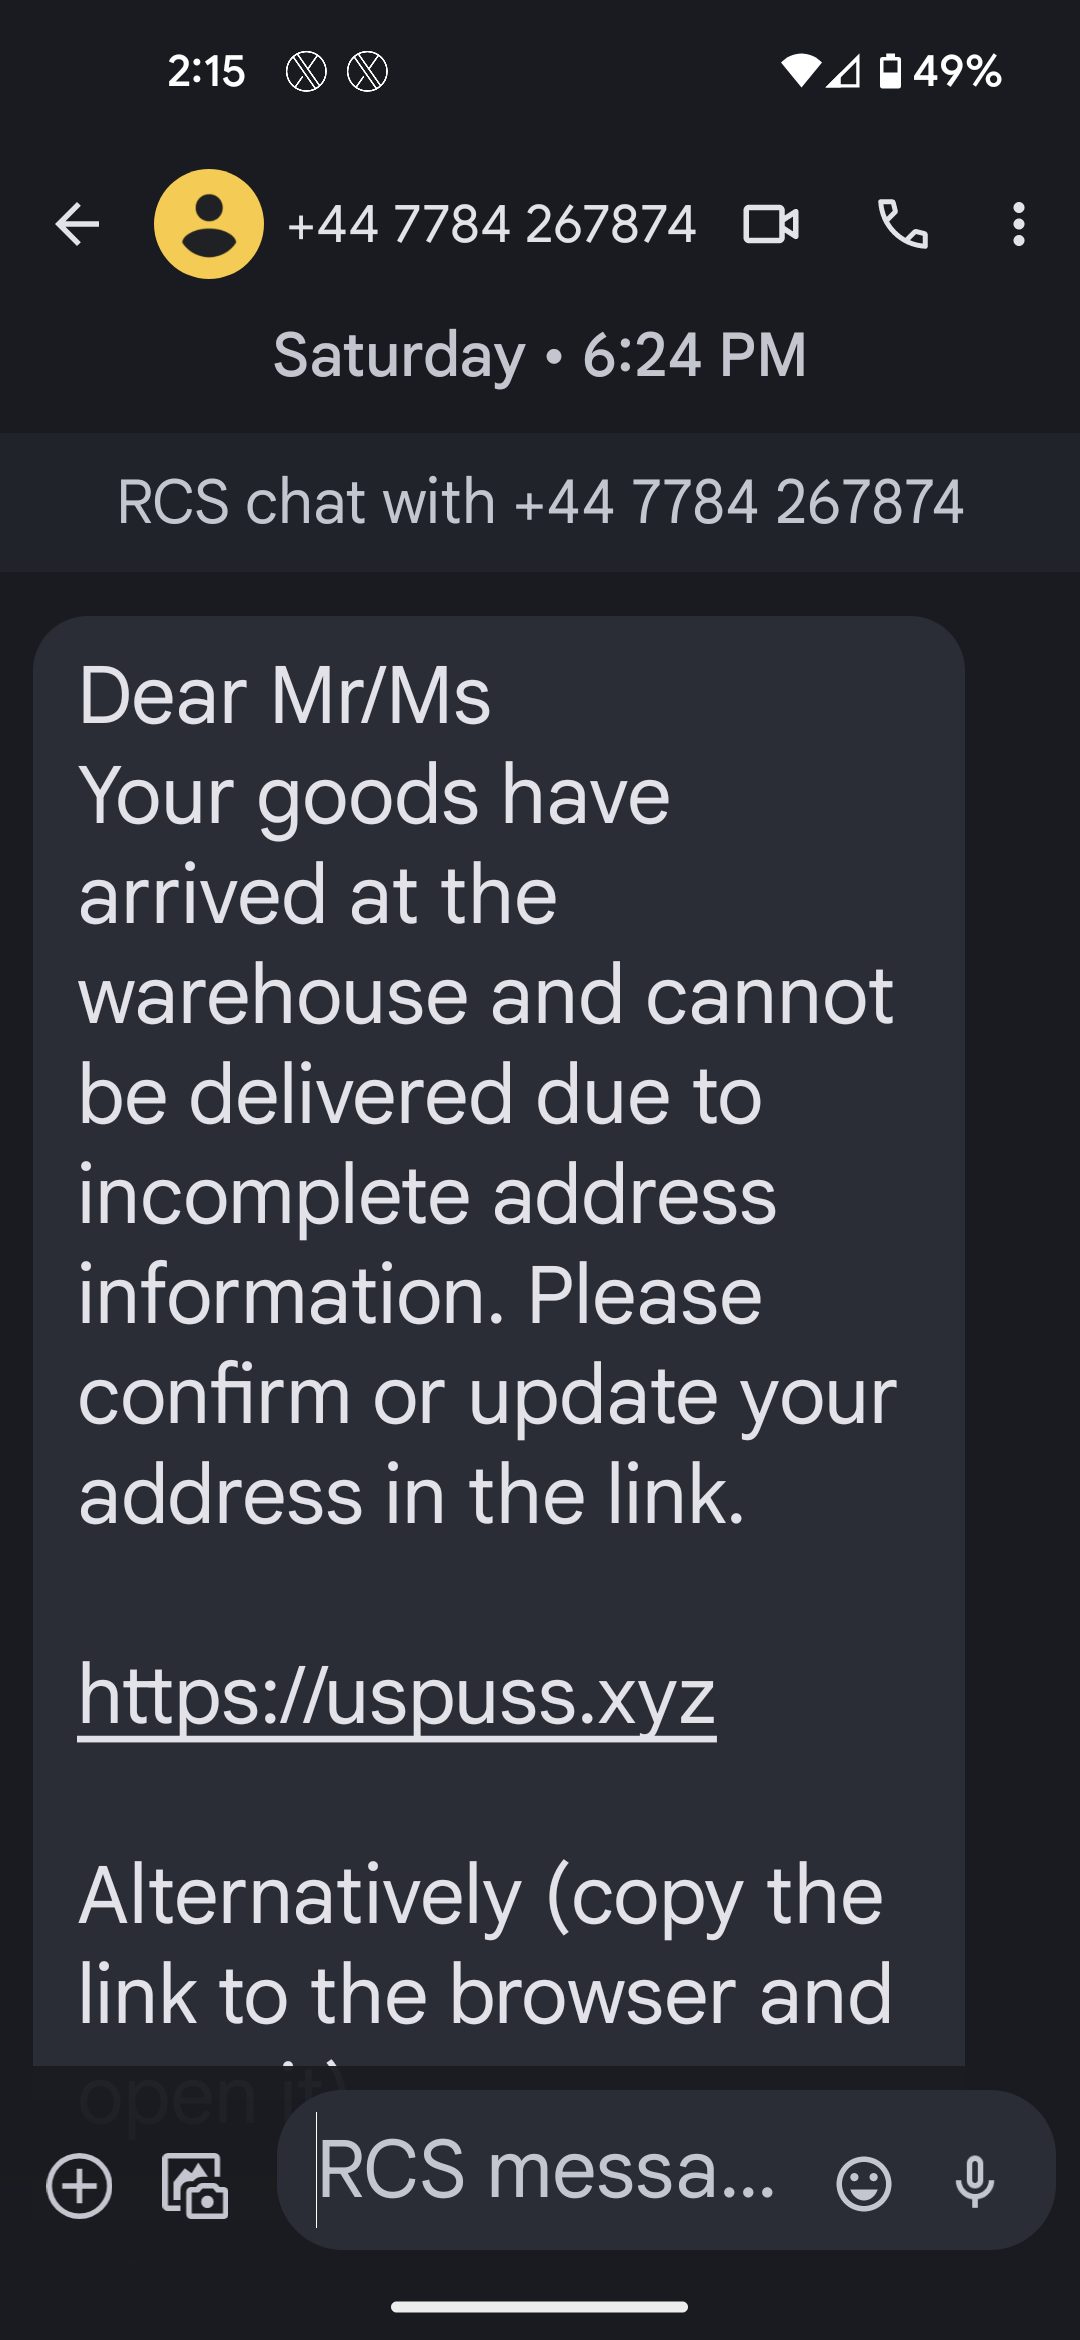 2:15 49%
+44 7784 267874
Saturday • 6:24 PM
RCS chat with +44 7784 267874
Dear Mr/Ms
Your goods have
arrived at the
warehouse and cannot
be delivered due to
incomplete address
information. Please
confirm or update your
address in the link.
https://uspuss.xyz
Alternatively (copy the
link to the browser and
open it)
RCS messa...